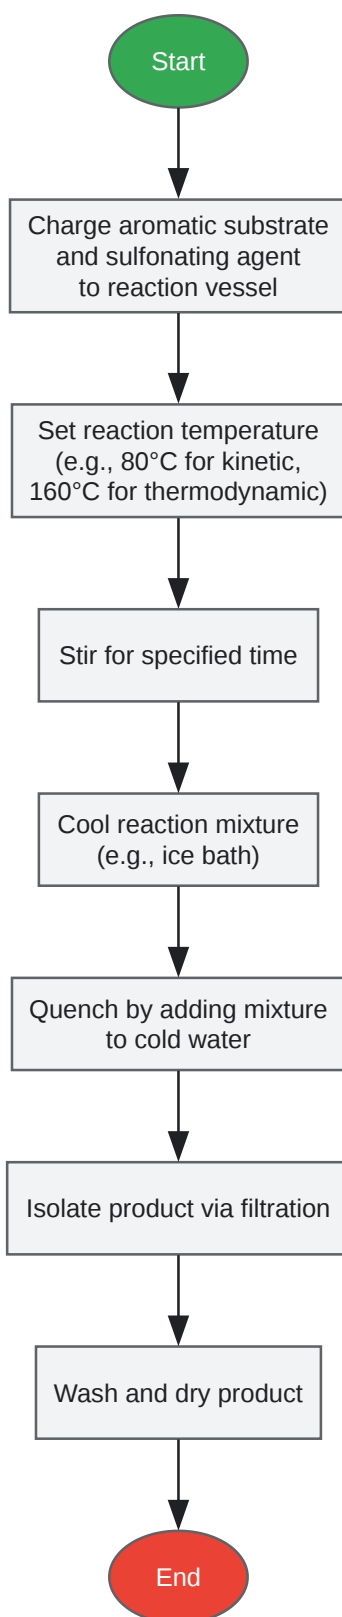 Start
Charge aromatic substrate
and sulfonating agent
to reaction vessel
Set reaction temperature
(e.g., 80°C for kinetic,
160°C for thermodynamic)
Stir for specified time
Cool reaction mixture
(e.g., ice bath)
Quench by adding mixture
to cold water
Isolate product via filtration
Wash and dry product
End